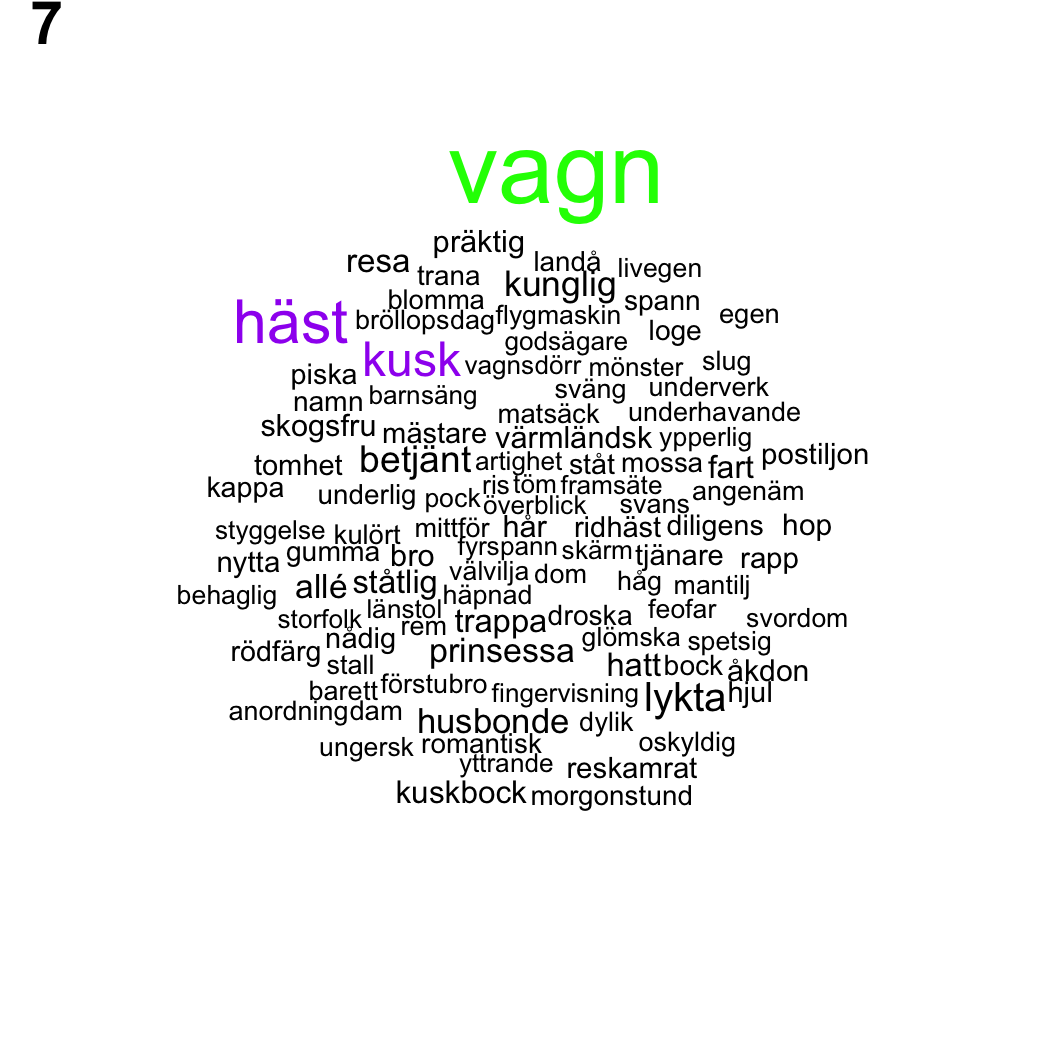 7
vagn
präktig
resa trana landå livegen
blomma kunglig spann
häst bröllopsdag flygmaskin loge egen
godsägare
kusk vagnsdörr mönster slug
piska barnsäng sväng underverk
namn matsäck underhavande
skogsfru mästare värmländsk ypperlig
tomhet betjänt artighet ståt mossa fart postiljon
kappa underlig pock ris töm framsäte angenäm
överblick svans
styggelse kulört mittför hår ridhäst diligens hop
nytta gumma bro fyrspann skärm tjänare rapp
behaglig allé ståtlig välvilja dom håg mantilj
häpnad
storfolk länstol rem trappa droska feofar svordom
rödfärg nådig prinsessa glömska spetsig
stall hatt bock åkdon
barett förstubro fingervisning lykta hjul
anordning dam husbonde dylik
ungersk romantisk oskyldig
yttrande reskamrat
kuskbock morgonstund